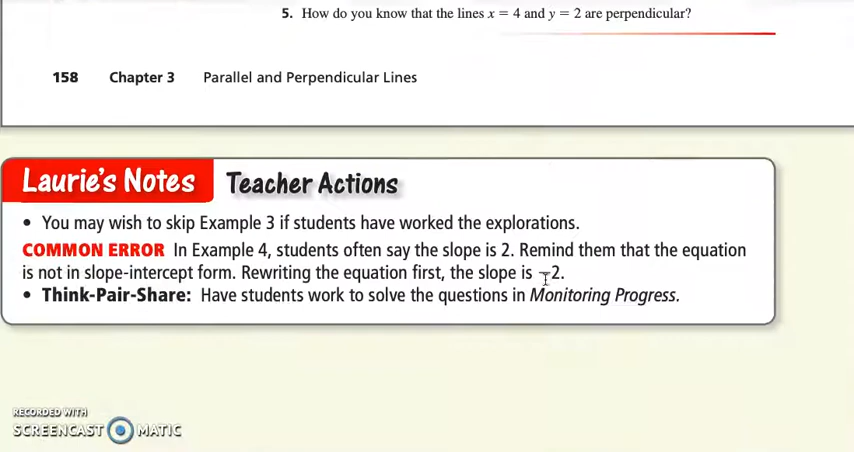 5. How do you know that the lines x = 4 and y = 2 are perpendicular?
158 Chapter 3 Parallel and Perpendicular Lines
Laurie's Notes Teacher Actions
• You may wish to skip Example 3 if students have worked the explorations.
COMMON ERROR In Example 4, students often say the slope is 2. Remind them that the equation
is not in slope-intercept form. Rewriting the equation first, the slope is −2.
• Think-Pair-Share: Have students work to solve the questions in Monitoring Progress.
RECORDED WITH
SCREENCAST MATIC